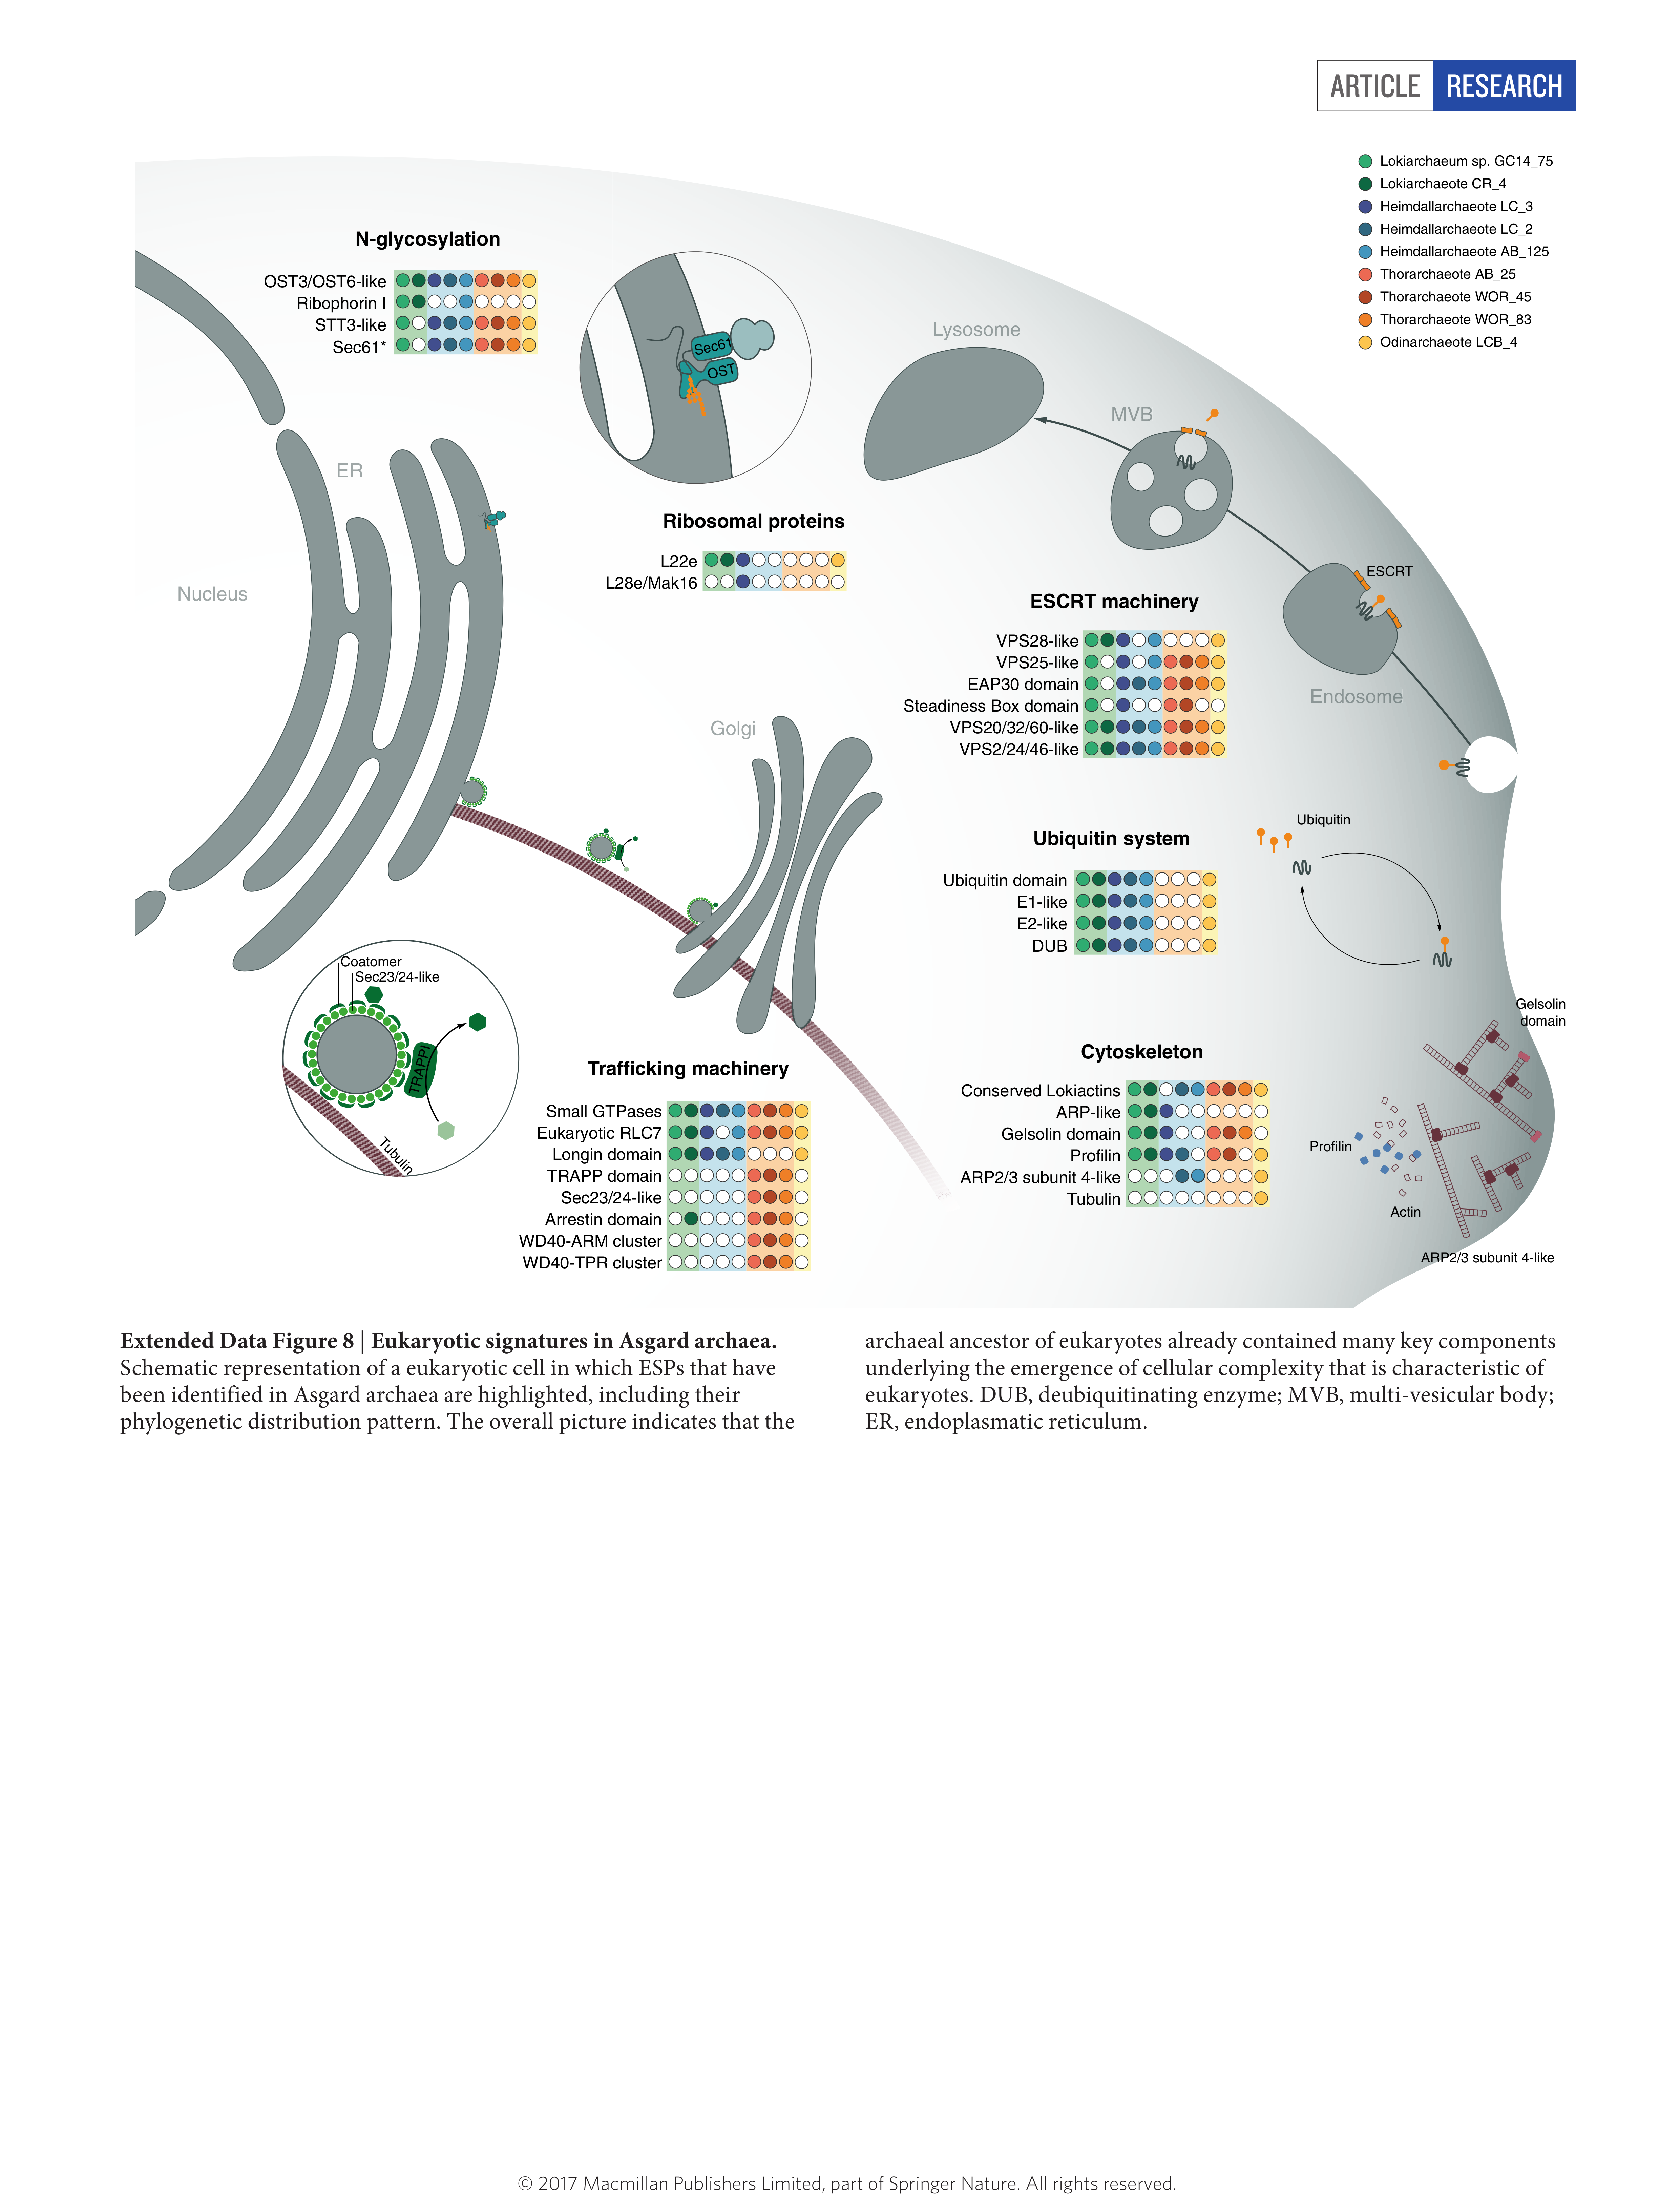 ARTICLE RESEARCH
Lokiarchaeum sp. GC14_75
Lokiarchaeote CR_4
Heimdallarchaeote LC_3
Heimdallarchaeote LC_2
Heimdallarchaeote AB_125
Thorarchaeote AB_25
Thorarchaeote WOR_45
Thorarchaeote WOR_83
Odinarchaeote LCB_4
N-glycosylation
OST3/OST6-like
Ribophorin I
STT3-like
Sec61*
Sec61
OST
Lysosome
MVB
ER
Nucleus
Ribosomal proteins
L22e
L28e/Mak16
ESCRT
Endosome
ESCRT machinery
VPS28-like
VPS25-like
EAP30 domain
Steadiness Box domain
VPS20/32/60-like
VPS2/24/46-like
Golgi
Ubiquitin system
Ubiquitin domain
E1-like
E2-like
DUB
Ubiquitin
Coatomer
Sec23/24-like
TRAPPI
Tubulin
Trafficking machinery
Small GTPases
Eukaryotic RLC7
Longin domain
TRAPP domain
Sec23/24-like
Arrestin domain
WD40-ARM cluster
WD40-TPR cluster
Cytoskeleton
Conserved Lokiactins
ARP-like
Gelsolin domain
Profilin
ARP2/3 subunit 4-like
Tubulin
Gelsolin
domain
Profilin
Actin
ARP2/3 subunit 4-like
Extended Data Figure 8 | Eukaryotic signatures in Asgard archaea.
Schematic representation of a eukaryotic cell in which ESPs that have
been identified in Asgard archaea are highlighted, including their
phylogenetic distribution pattern. The overall picture indicates that the
archaeal ancestor of eukaryotes already contained many key components
underlying the emergence of cellular complexity that is characteristic of
eukaryotes. DUB, deubiquitinating enzyme; MVB, multi-vesicular body;
ER, endoplasmatic reticulum.
© 2017 Macmillan Publishers Limited, part of Springer Nature. All rights reserved.